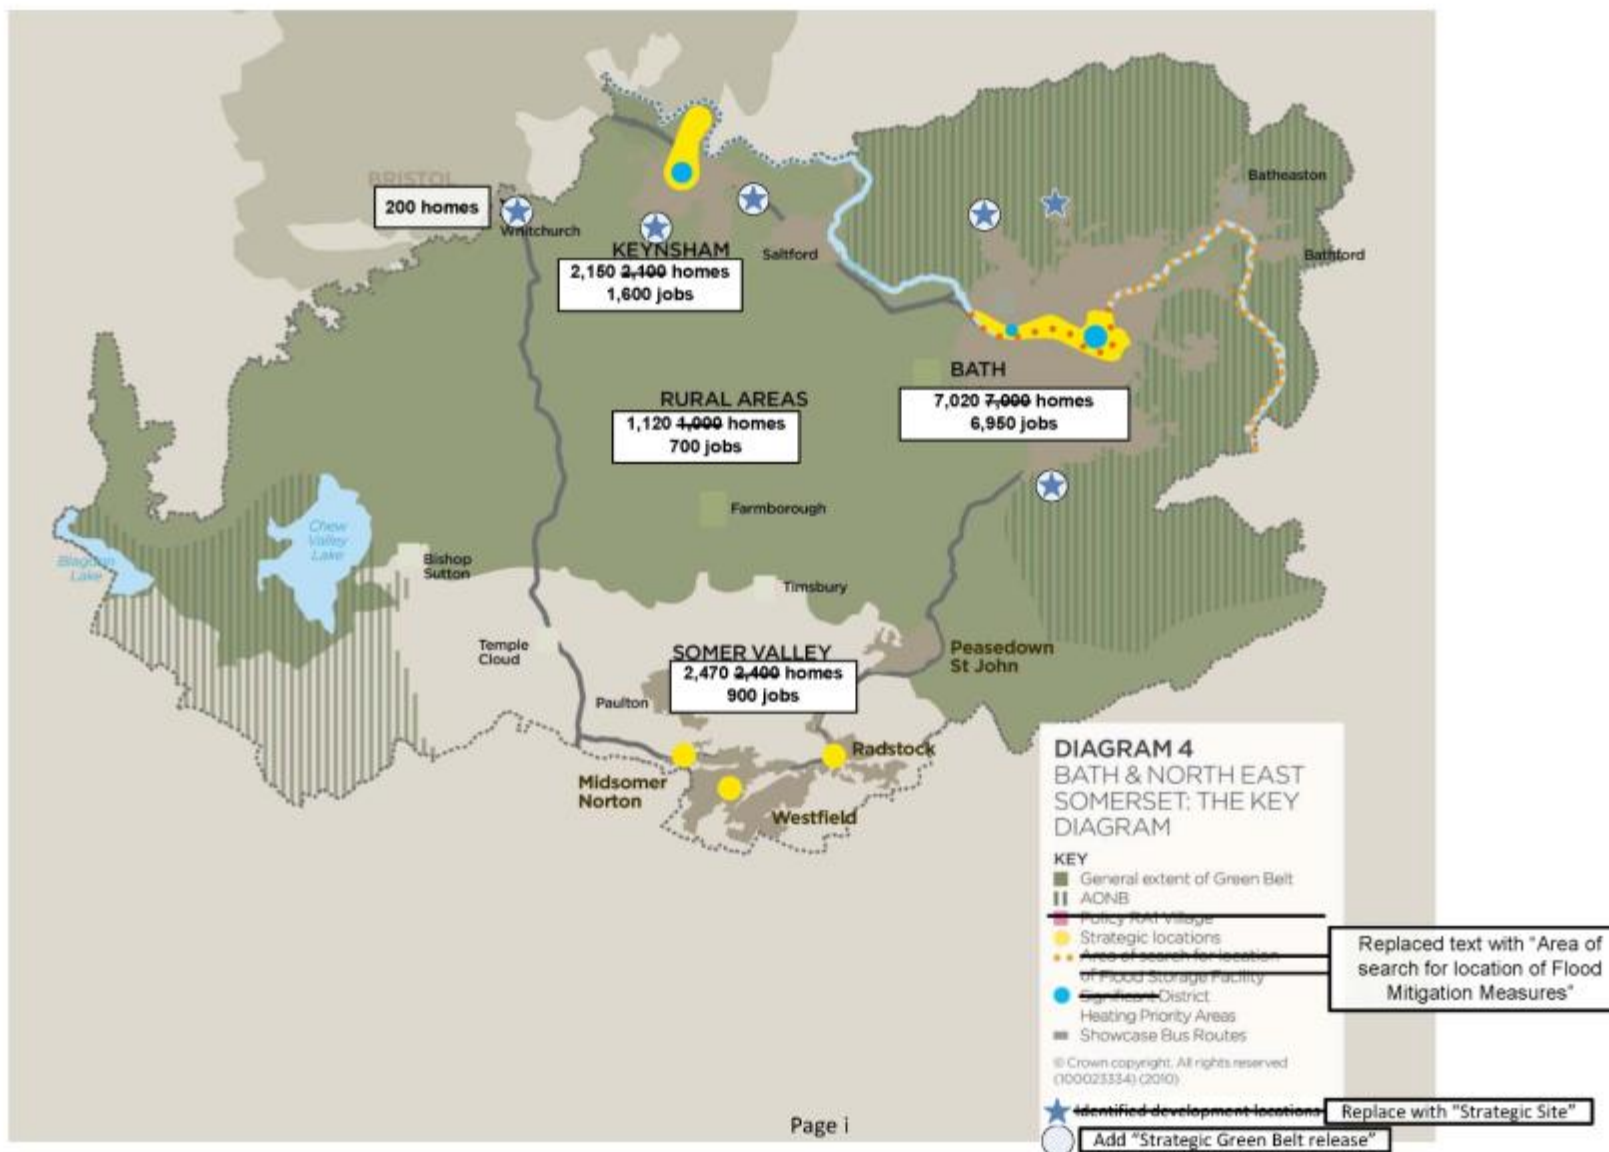 BRISTOL
200 homes
Whitchurch
KEYNSHAM
2,150 2,100 homes
1,600 jobs
Saltford
Batheaston
Bathford
BATH
7,020 7,000 homes
6,950 jobs
RURAL AREAS
1,120 1,000 homes
700 jobs
Farmborough
Chew
Valley
Lake
Blagdon
Lake
Bishop
Sutton
Timsbury
Temple
Cloud
SOMER VALLEY
2,470 2,400 homes
900 jobs
Peasedown
St John
Paulton
Radstock
Midsomer
Norton
Westfield
DIAGRAM 4
BATH & NORTH EAST
SOMERSET: THE KEY
DIAGRAM
KEY
General extent of Green Belt
AONB
Policy RA1 Village
Strategic locations
Area of search for location
of Flood Storage Facility
Significant District
Heating Priority Areas
Showcase Bus Routes
© Crown copyright. All rights reserved
(100023334) (2010)
Replaced text with "Area of
search for location of Flood
Mitigation Measures"
Identified development locations
Replace with "Strategic Site"
Add "Strategic Green Belt release"
Page i